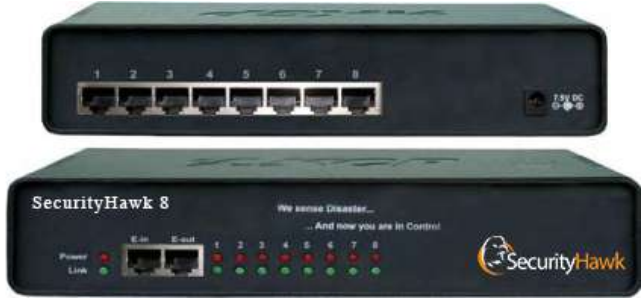 1 2 3 4 5 6 7 8
7.5V DC
SecurityHawk 8
We sense Disaster...
... And now you are in Control
E-in E-out
1 2 3 4 5 6 7 8
Power
Link
SecurityHawk